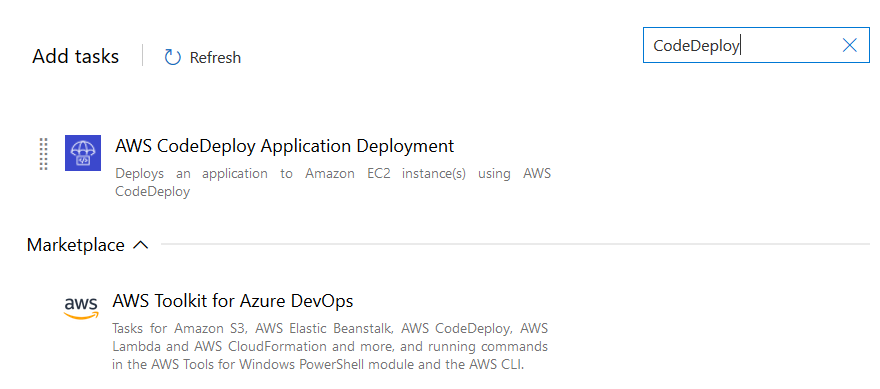 Add tasks
Refresh
CodeDeploy
AWS CodeDeploy Application Deployment
Deploys an application to Amazon EC2 instance(s) using AWS
CodeDeploy
Marketplace
aws
AWS Toolkit for Azure DevOps
Tasks for Amazon S3, AWS Elastic Beanstalk, AWS CodeDeploy, AWS
Lambda and AWS CloudFormation and more, and running commands
in the AWS Tools for Windows PowerShell module and the AWS CLI.